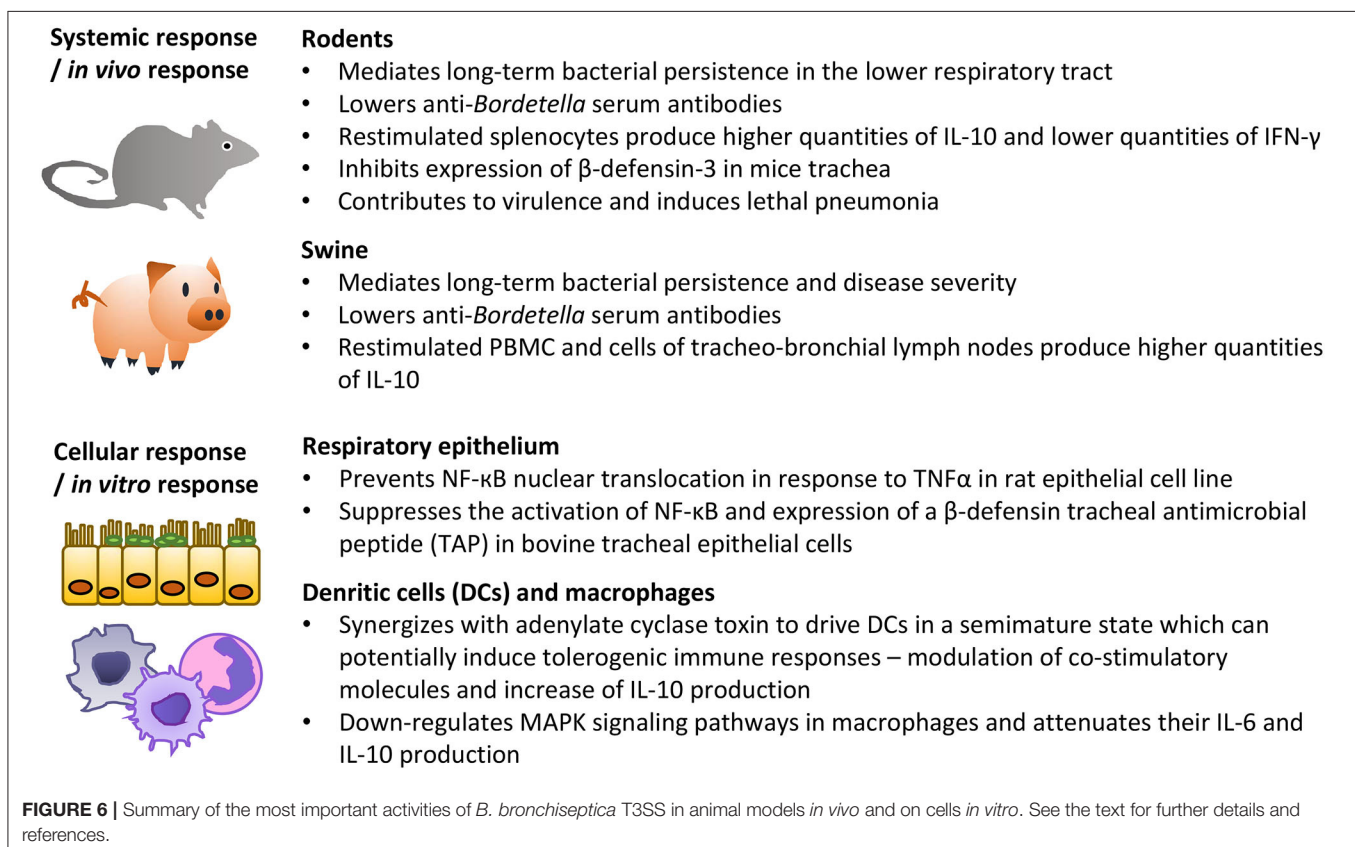 Systemic response
/ in vivo response
Rodents
• Mediates long-term bacterial persistence in the lower respiratory tract
• Lowers anti-Bordetella serum antibodies
• Restimulated splenocytes produce higher quantities of IL-10 and lower quantities of IFN-γ
• Inhibits expression of β-defensin-3 in mice trachea
• Contributes to virulence and induces lethal pneumonia
Swine
• Mediates long-term bacterial persistence and disease severity
• Lowers anti-Bordetella serum antibodies
• Restimulated PBMC and cells of tracheo-bronchial lymph nodes produce higher quantities
of IL-10
Cellular response
/ in vitro response
Respiratory epithelium
• Prevents NF-κB nuclear translocation in response to TNFα in rat epithelial cell line
• Suppresses the activation of NF-κB and expression of a β-defensin tracheal antimicrobial
peptide (TAP) in bovine tracheal epithelial cells
Denritic cells (DCs) and macrophages
• Synergizes with adenylate cyclase toxin to drive DCs in a semimature state which can
potentially induce tolerogenic immune responses – modulation of co-stimulatory
molecules and increase of IL-10 production
• Down-regulates MAPK signaling pathways in macrophages and attenuates their IL-6 and
IL-10 production
FIGURE 6 | Summary of the most important activities of B. bronchiseptica T3SS in animal models in vivo and on cells in vitro. See the text for further details and
references.